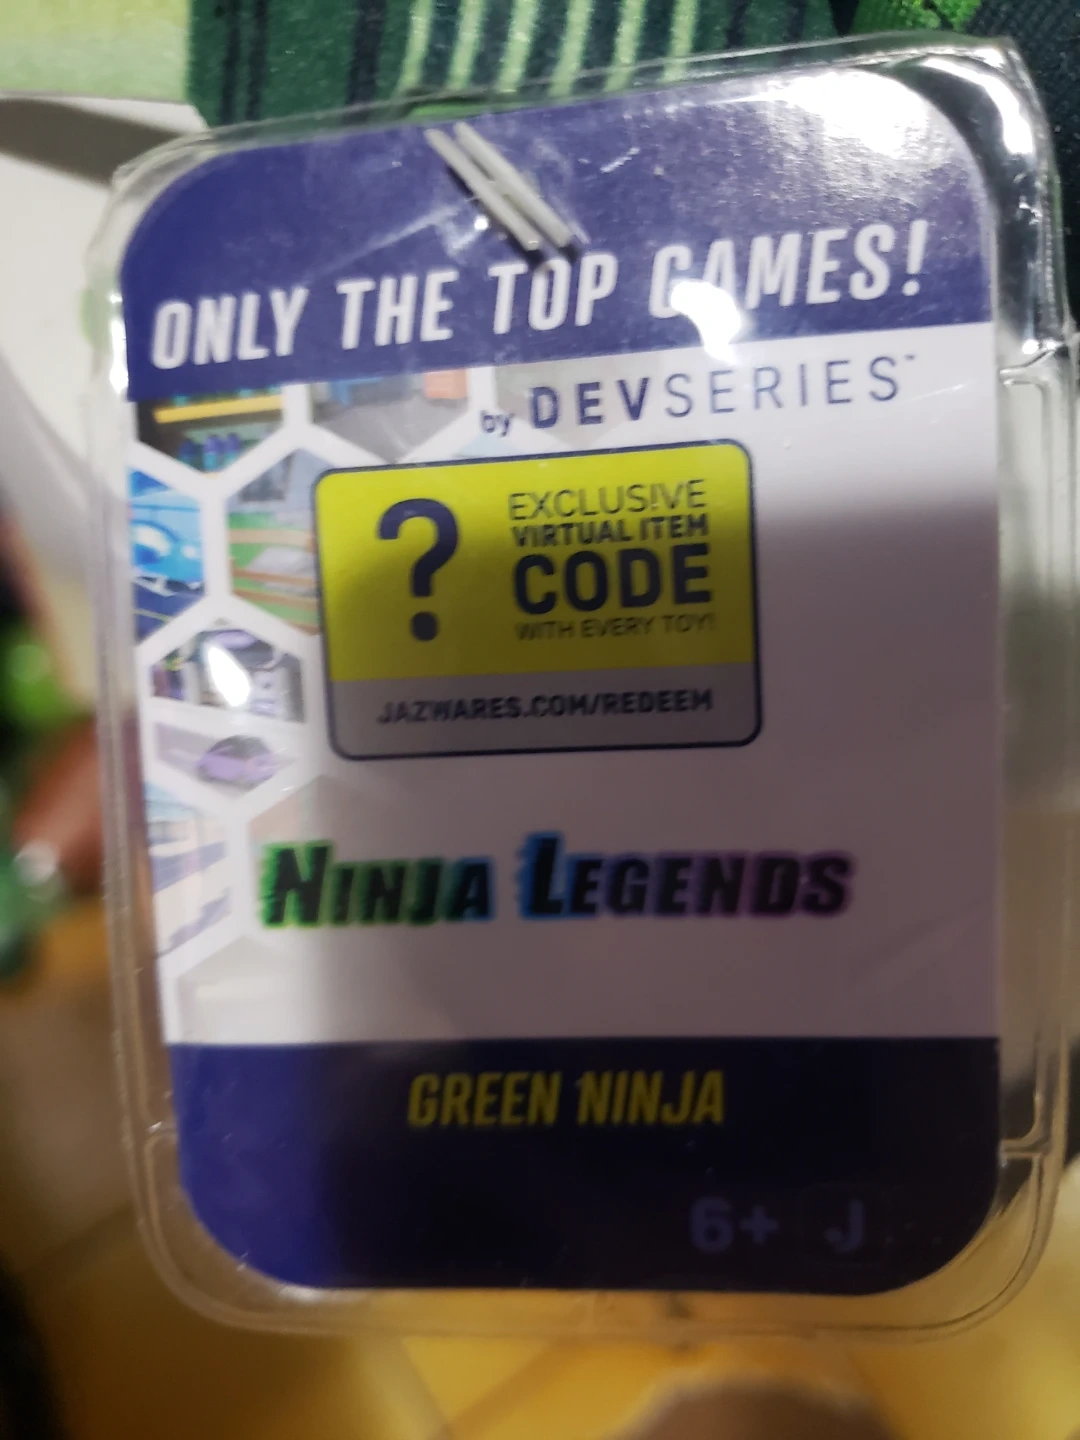 ONLY THE TOP GAMES!
by DEVSERIES™
?
EXCLUSIVE
VIRTUAL ITEM
CODE
WITH EVERY TOY!
JAZWARES.COM/REDEEM
NINJA LEGENDS
GREEN NINJA
6+ J